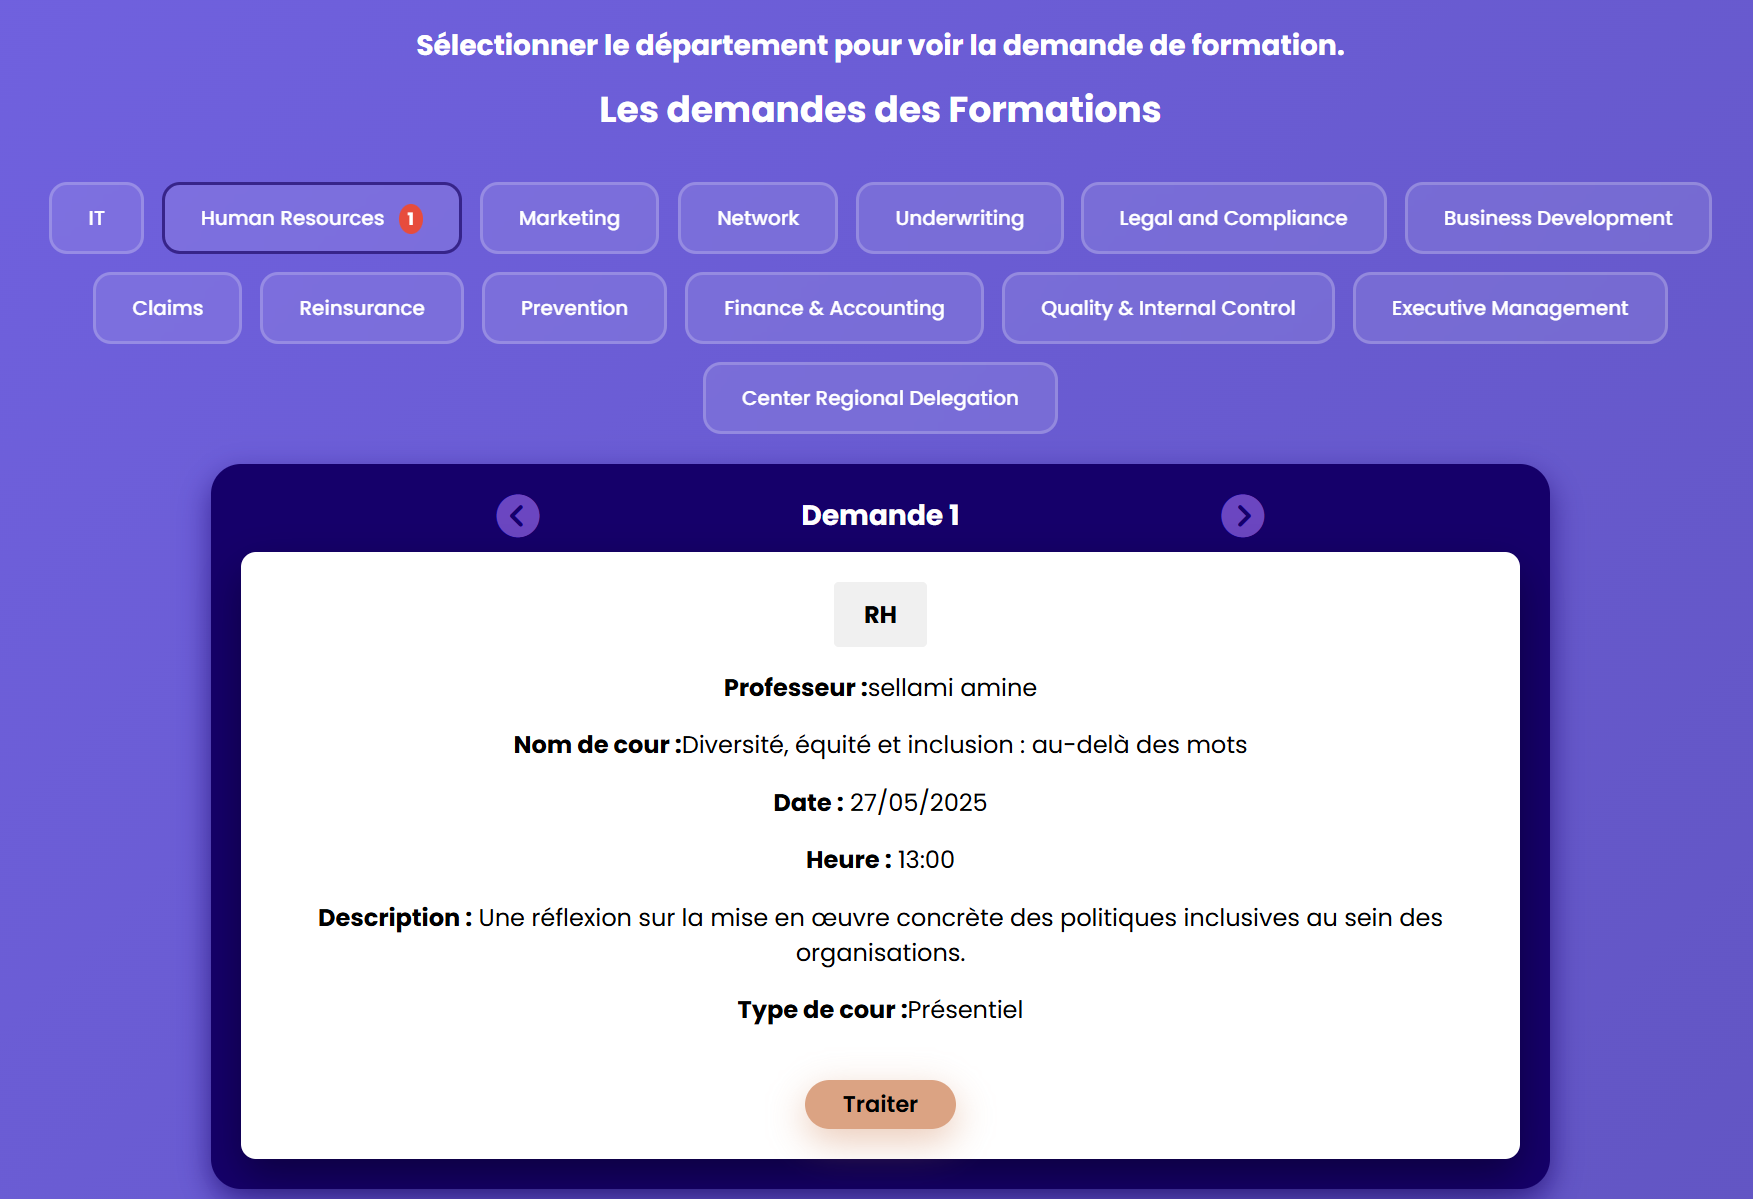 Sélectionner le département pour voir la demande de formation.
Les demandes des Formations
IT
Human Resources 1
Marketing
Network
Underwriting
Legal and Compliance
Business Development
Claims
Reinsurance
Prevention
Finance & Accounting
Quality & Internal Control
Executive Management
Center Regional Delegation
Demande 1
RH
Professeur :sellami amine
Nom de cour :Diversité, équité et inclusion : au-delà des mots
Date : 27/05/2025
Heure : 13:00
Description : Une réflexion sur la mise en œuvre concrète des politiques inclusives au sein des
organisations.
Type de cour :Présentiel
Traiter